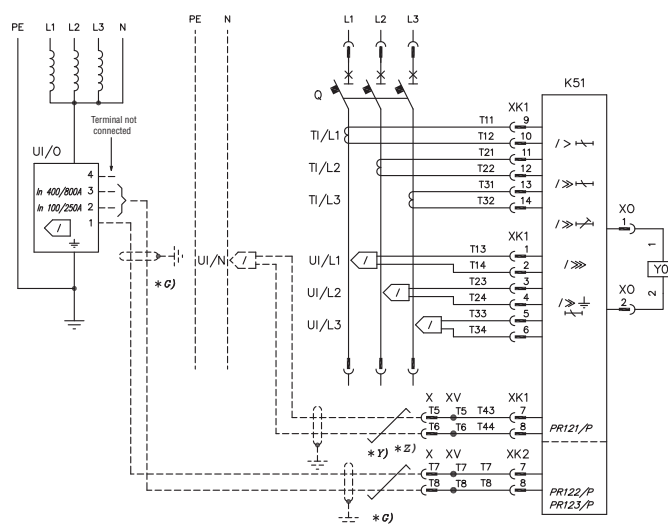 PE L1 L2 L3 N
PE N
L1 L2 L3
Terminal not
connected
UI/O
4
In 400/800A 3
In 100/250A 2
1
/
*G)
UI/N /
Q
K51
XK1
T11 9
TI/L1 T12 10
T21 11
TI/L2 T22 12
T31 13
TI/L3 T32 14
/>
/≫
/≫
/⋙
/≫
XK1
UI/L1 / T13 1
T14 2
UI/L2 / T23 3
T24 4
UI/L3 / T33 5
T34 6
XO
1 1
YO
XO
2 2
X XV XK1
T5 T5 T43 7
T6 T6 T44 8
*Y) *Z)
PR121/P
X XV XK2
T7 T7 T7 7
T8 T8 T8 8
*G)
PR122/P
PR123/P